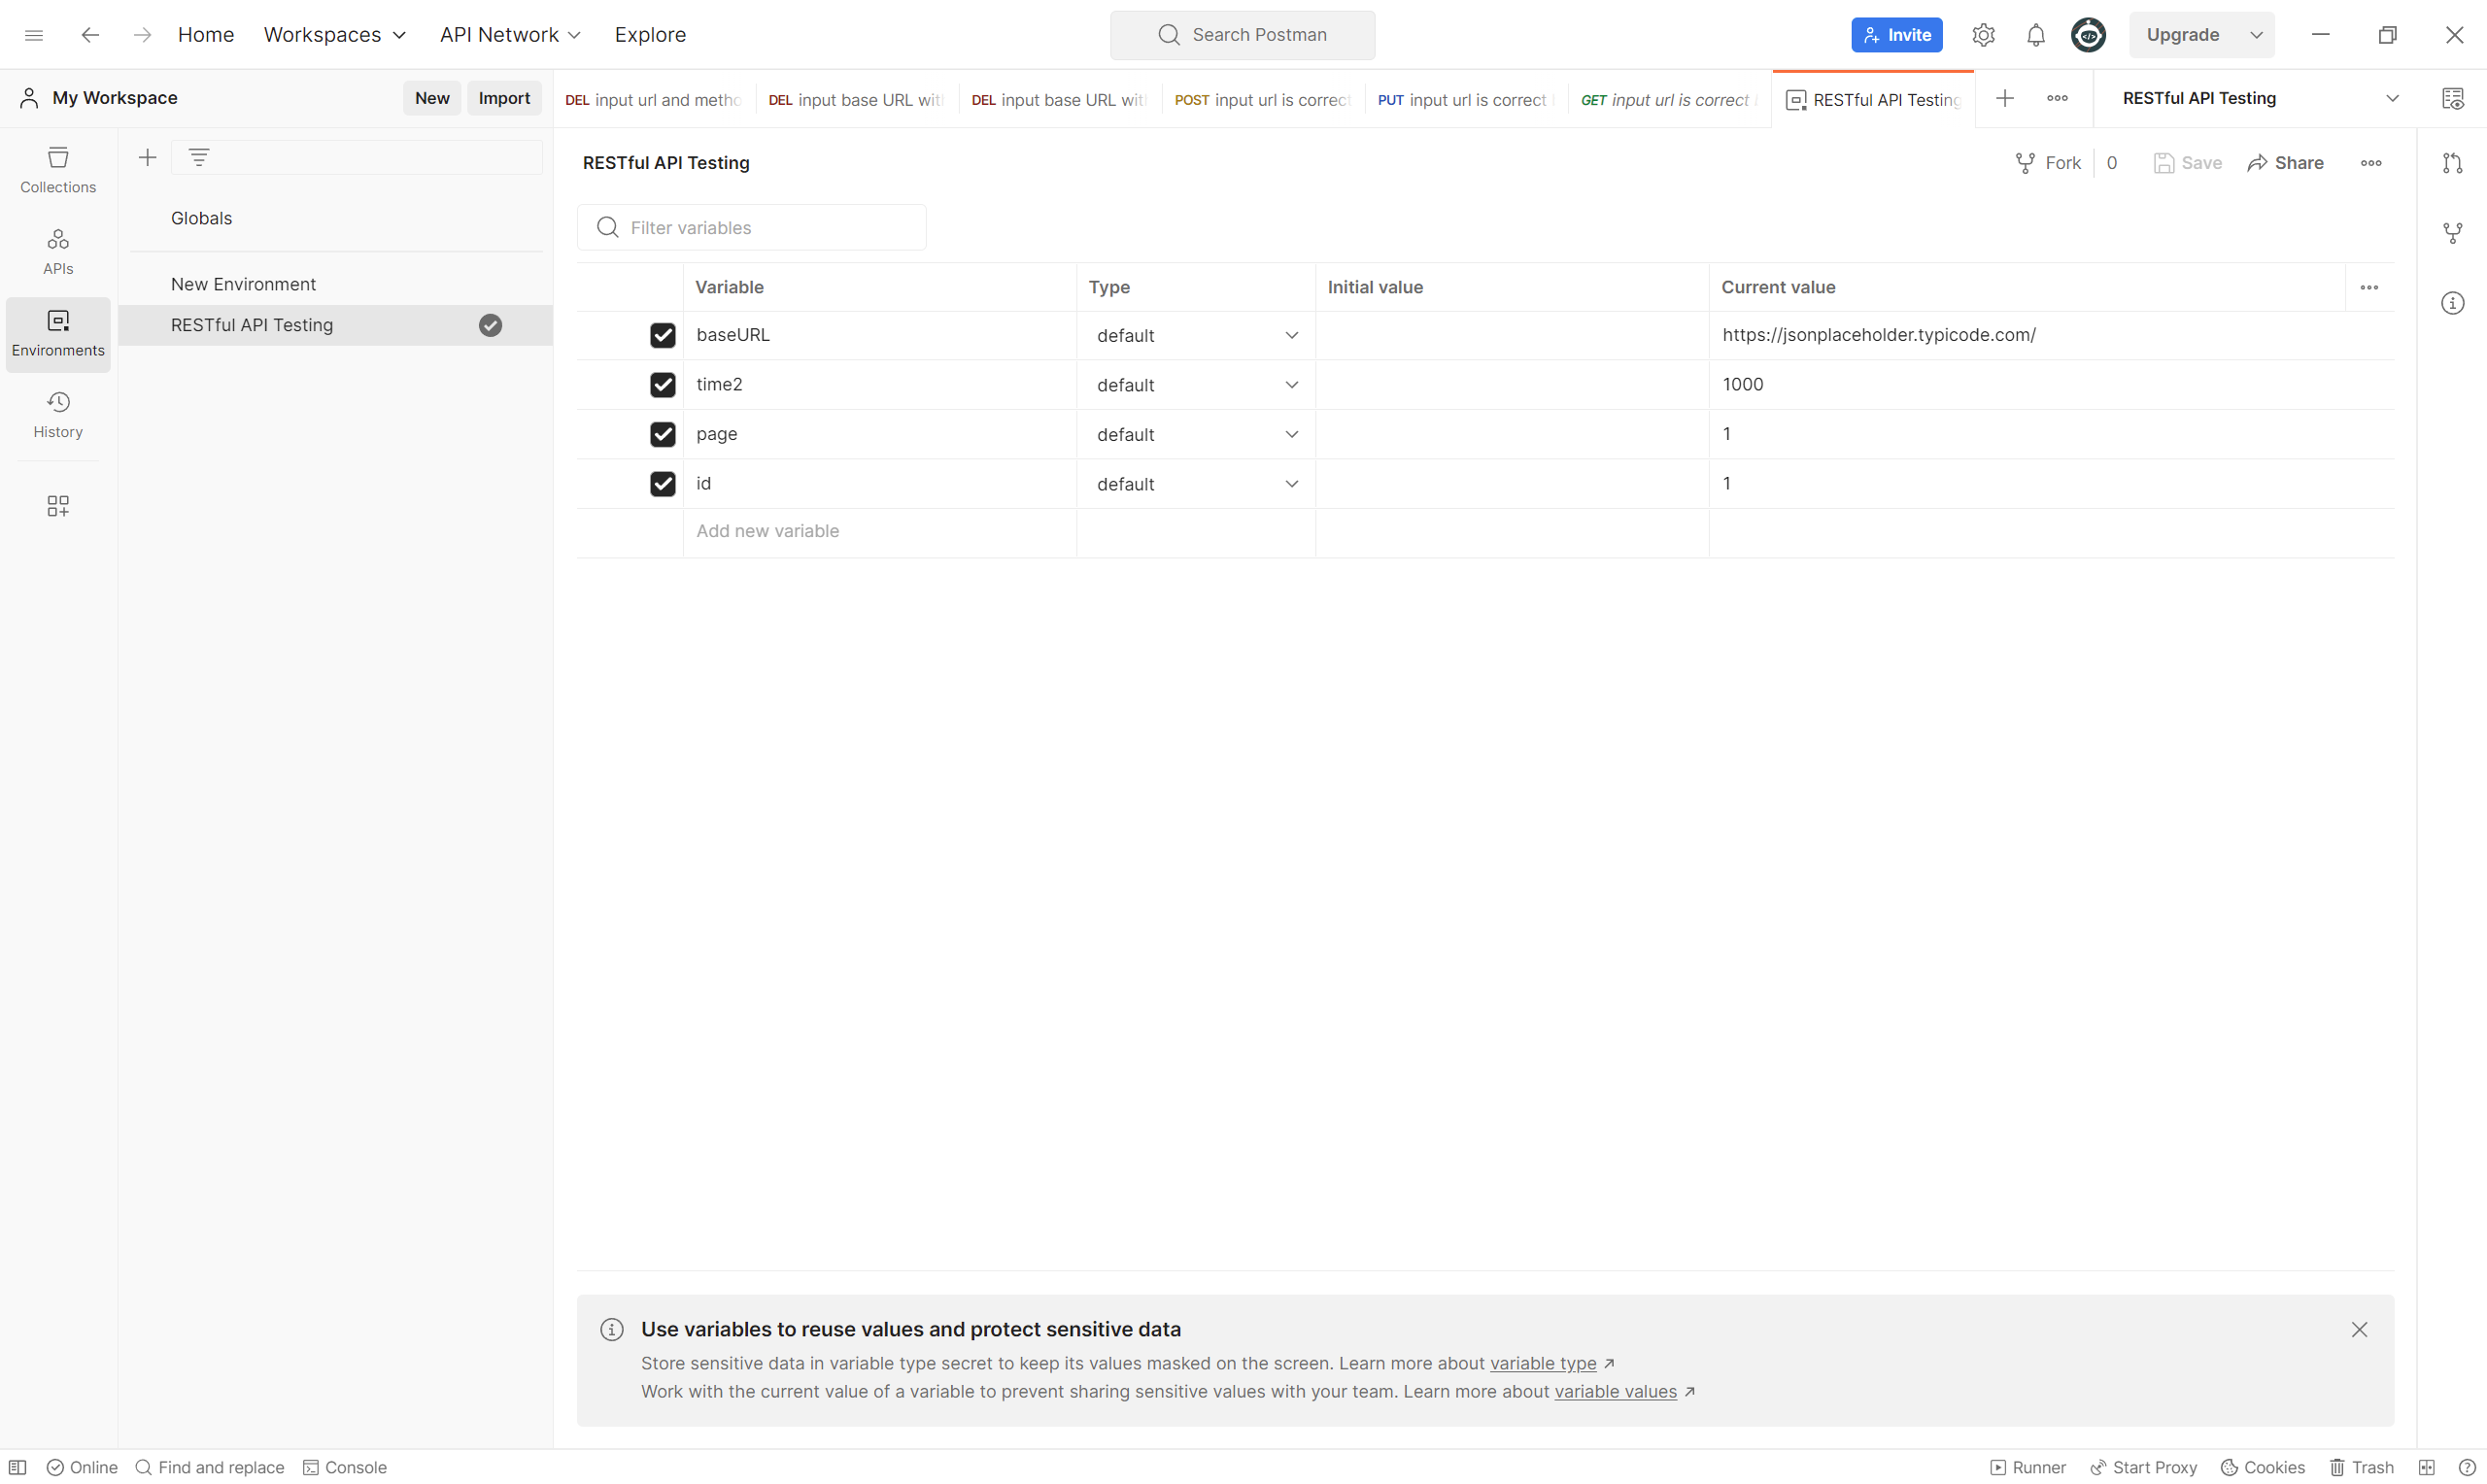 Home Workspaces API Network Explore Search Postman Invite Upgrade
My Workspace New Import DEL input url and metho DEL input base URL wit DEL input base URL wit POST input url is correct PUT input url is correct GET input url is correct RESTful API Testing RESTful API Testing
Collections
APIs
Environments
History
Globals
New Environment
RESTful API Testing
RESTful API Testing Fork 0 Save Share
Filter variables
Variable Type Initial value Current value
baseURL default https://jsonplaceholder.typicode.com/
time2 default 1000
page default 1
id default 1
Add new variable
Use variables to reuse values and protect sensitive data
Store sensitive data in variable type secret to keep its values masked on the screen. Learn more about variable type ↗
Work with the current value of a variable to prevent sharing sensitive values with your team. Learn more about variable values ↗
Online Find and replace Console Runner Start Proxy Cookies Trash